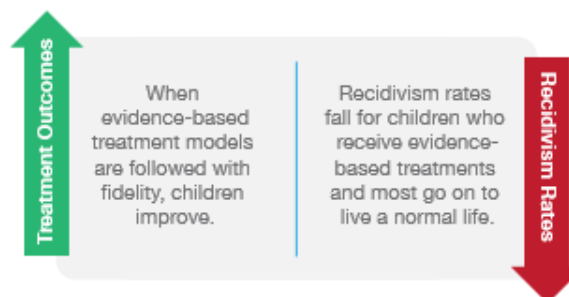 Treatment Outcomes
When
evidence-based
treatment models
are followed with
fidelity, children
improve.
Recidivism rates
fall for children who
receive evidence-
based treatments
and most go on to
live a normal life.
Recidivism Rates